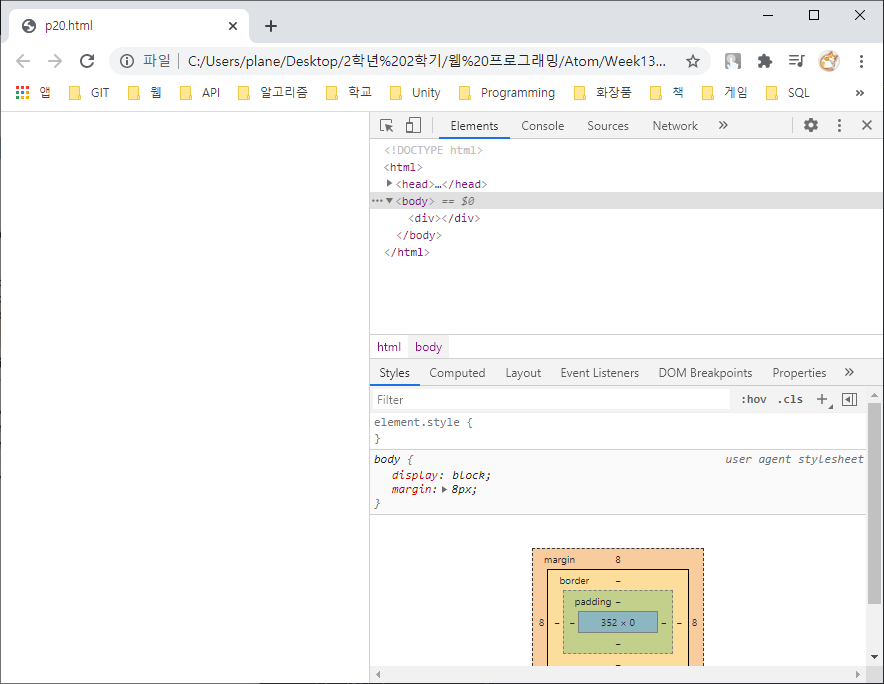 p20.html
파일 C:/Users/plane/Desktop/2학년%202학기/웹%20프로그래밍/Atom/Week13...
앱 GIT 웹 API 알고리즘 학교 Unity Programming 화장품 책 게임 SQL »
Elements Console Sources Network »
<!DOCTYPE html>
<html>
<head>…</head>
<body> == $0
<div></div>
</body>
</html>
html body
Styles Computed Layout Event Listeners DOM Breakpoints Properties »
Filter :hov .cls +
element.style {
}
body { user agent stylesheet
display: block;
margin: 8px;
}
margin 8
border –
padding –
8 – – 352 × 0 – – 8
–
–